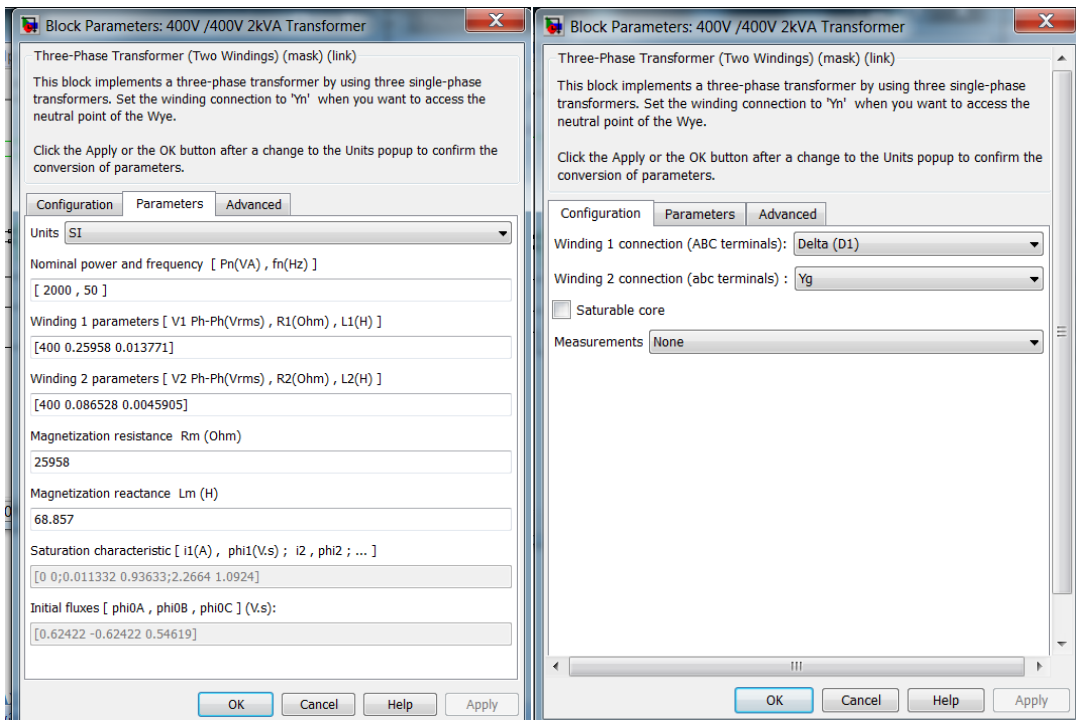 Block Parameters: 400V /400V 2kVA Transformer
X
Three-Phase Transformer (Two Windings) (mask) (link)
This block implements a three-phase transformer by using three single-phase
transformers. Set the winding connection to 'Yn' when you want to access the
neutral point of the Wye.
Click the Apply or the OK button after a change to the Units popup to confirm the
conversion of parameters.
Configuration Parameters Advanced
Units SI
Nominal power and frequency [ Pn(VA) , fn(Hz) ]
[ 2000 , 50 ]
Winding 1 parameters [ V1 Ph-Ph(Vrms) , R1(Ohm) , L1(H) ]
[400 0.25958 0.013771]
Winding 2 parameters [ V2 Ph-Ph(Vrms) , R2(Ohm) , L2(H) ]
[400 0.086528 0.0045905]
Magnetization resistance Rm (Ohm)
25958
Magnetization reactance Lm (H)
68.857
Saturation characteristic [ i1(A) , phi1(V.s) ; i2 , phi2 ; ... ]
[0 0;0.011332 0.93633;2.2664 1.0924]
Initial fluxes [ phi0A , phi0B , phi0C ] (V.s):
[0.62422 -0.62422 0.54619]
OK Cancel Help Apply
Block Parameters: 400V /400V 2kVA Transformer
X
Three-Phase Transformer (Two Windings) (mask) (link)
This block implements a three-phase transformer by using three single-phase
transformers. Set the winding connection to 'Yn' when you want to access the
neutral point of the Wye.
Click the Apply or the OK button after a change to the Units popup to confirm the
conversion of parameters.
Configuration Parameters Advanced
Winding 1 connection (ABC terminals): Delta (D1)
Winding 2 connection (abc terminals) : Yg
Saturable core
Measurements None
OK Cancel Help Apply